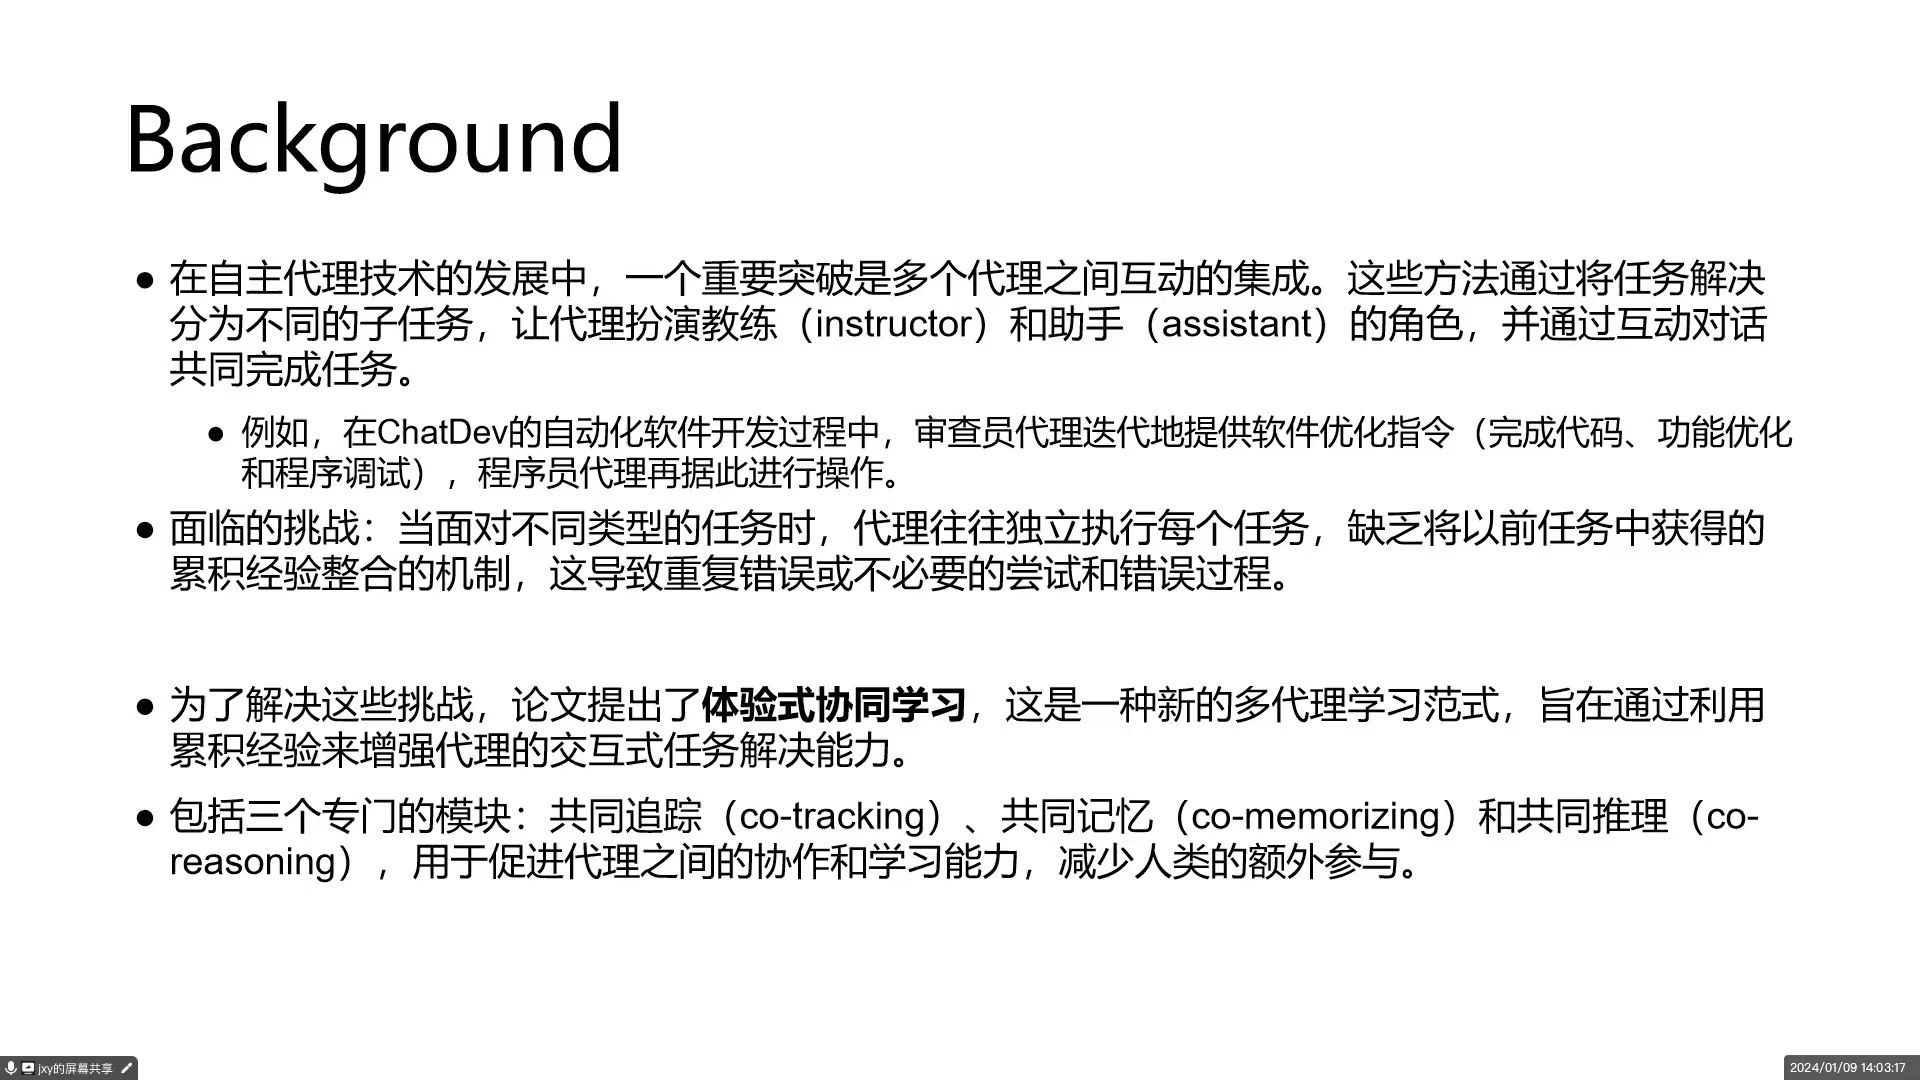 Background
● 在自主代理技术的发展中，一个重要突破是多个代理之间互动的集成。这些方法通过将任务解决
分为不同的子任务，让代理扮演教练（instructor）和助手（assistant）的角色，并通过互动对话
共同完成任务。
● 例如，在ChatDev的自动化软件开发过程中，审查员代理迭代地提供软件优化指令（完成代码、功能优化
和程序调试），程序员代理再据此进行操作。
● 面临的挑战：当面对不同类型的任务时，代理往往独立执行每个任务，缺乏将以前任务中获得的
累积经验整合的机制，这导致重复错误或不必要的尝试和错误过程。
● 为了解决这些挑战，论文提出了体验式协同学习，这是一种新的多代理学习范式，旨在通过利用
累积经验来增强代理的交互式任务解决能力。
● 包括三个专门的模块：共同追踪（co-tracking）、共同记忆（co-memorizing）和共同推理（co-
reasoning），用于促进代理之间的协作和学习能力，减少人类的额外参与。
jxy的屏幕共享
2024/01/09 14:03:17